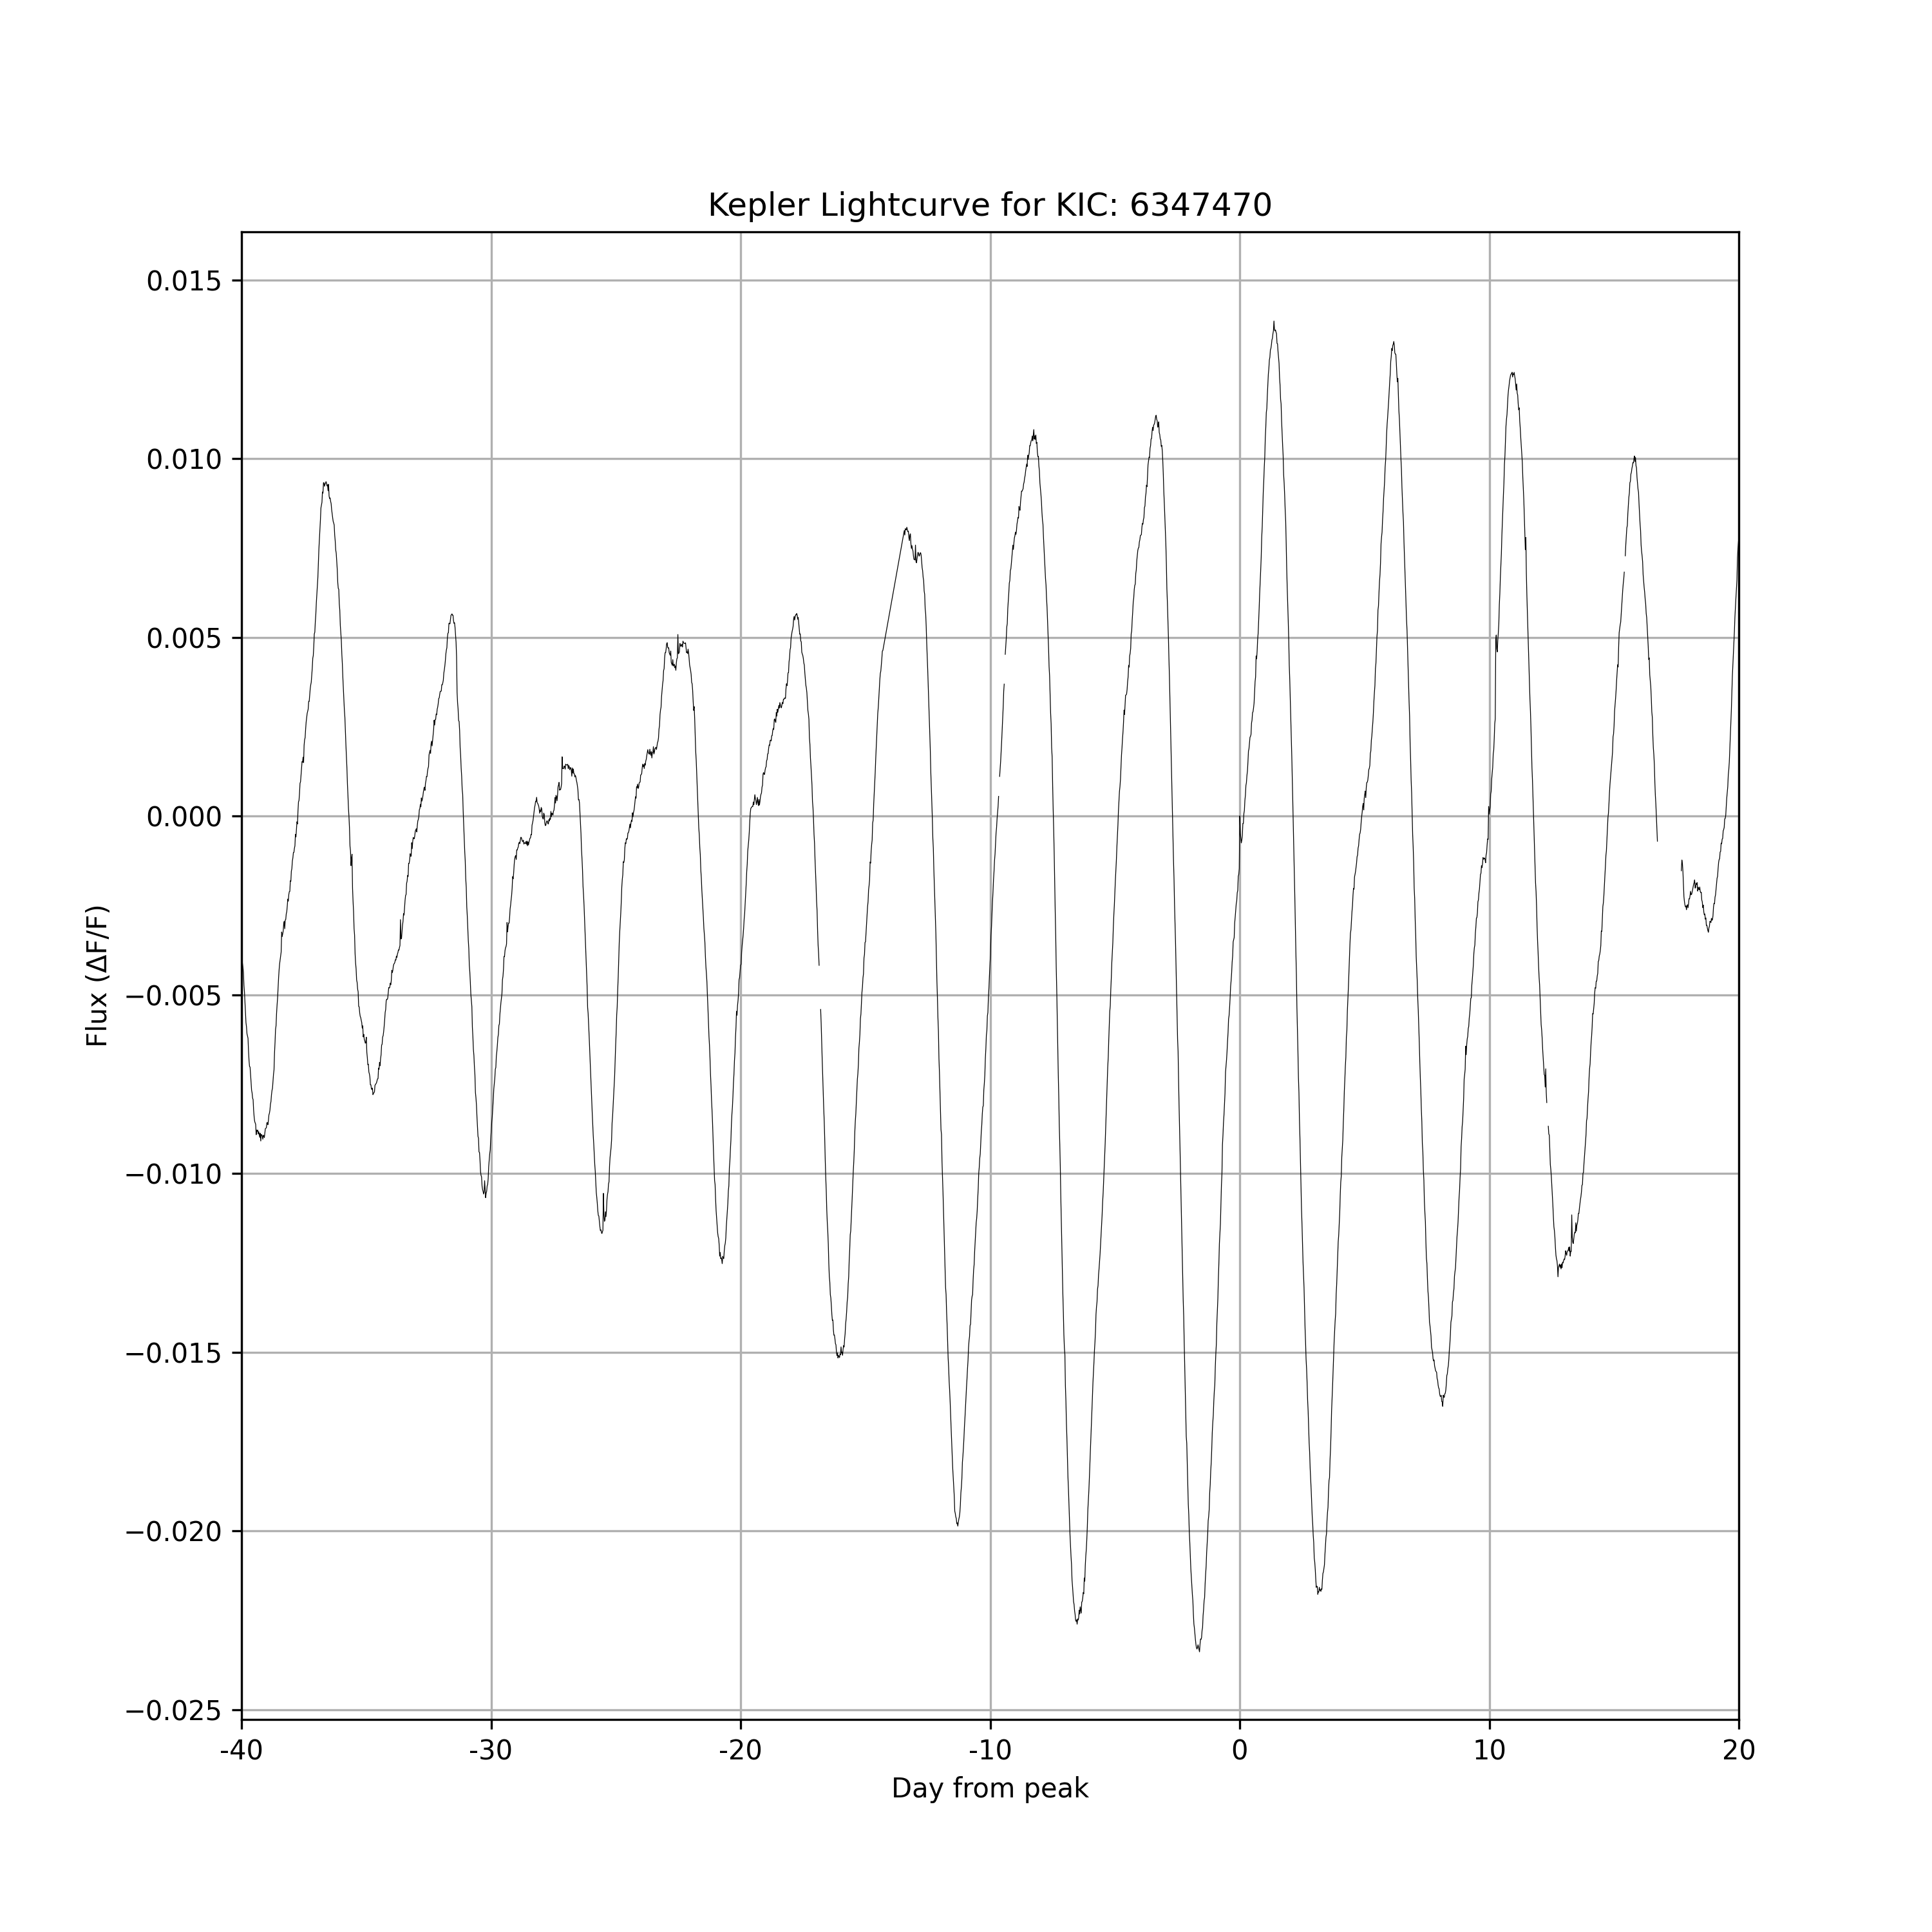 Kepler Lightcurve for KIC: 6347470
0.015
0.010
0.005
0.000
−0.005
−0.010
−0.015
−0.020
−0.025
Flux (ΔF/F)
-40 -30 -20 -10 0 10 20
Day from peak